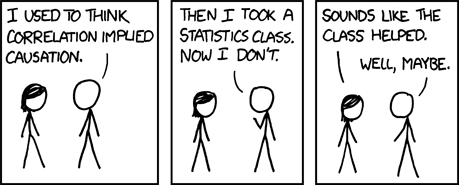 I USED TO THINK
CORRELATION IMPLIED
CAUSATION.
THEN I TOOK A
STATISTICS CLASS.
NOW I DON'T.
SOUNDS LIKE THE
CLASS HELPED.
WELL, MAYBE.